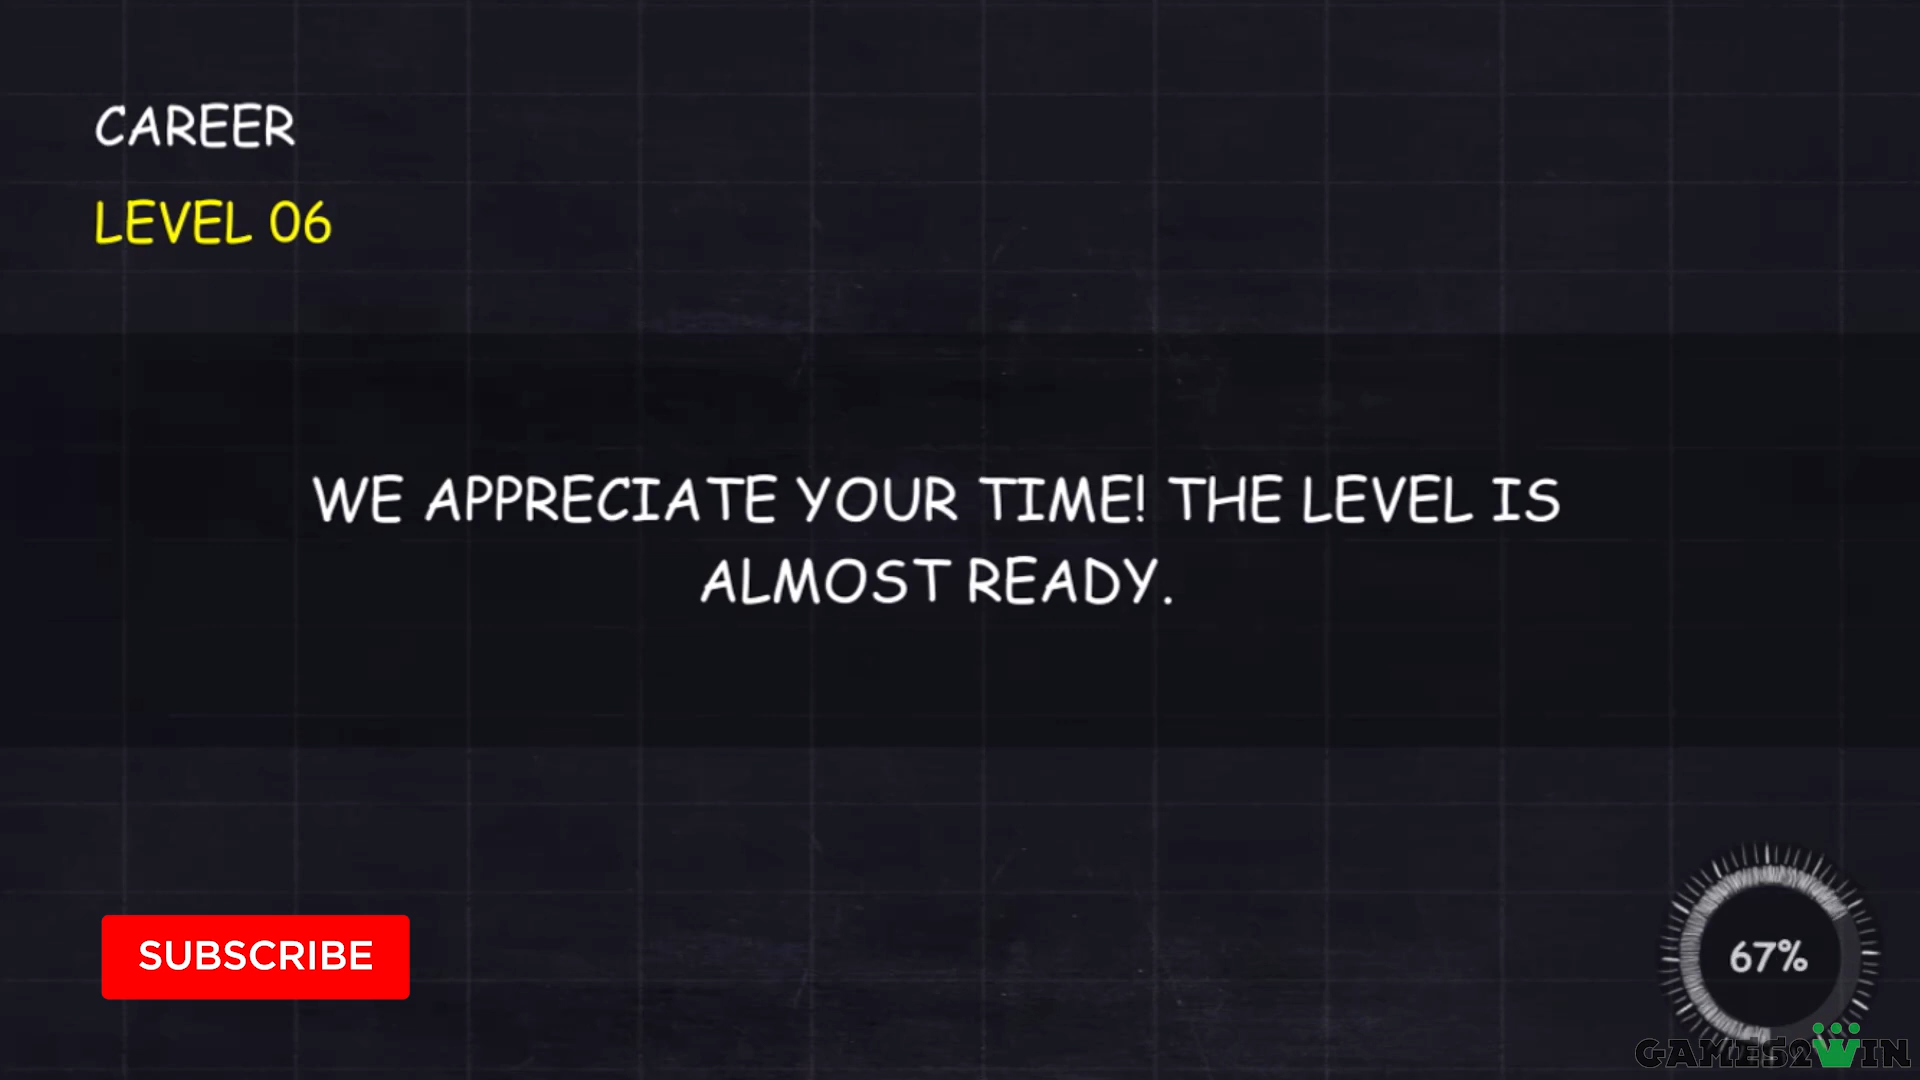 CAREER
LEVEL 06
WE APPRECIATE YOUR TIME! THE LEVEL IS
ALMOST READY.
SUBSCRIBE
67%
GAMES2WIN